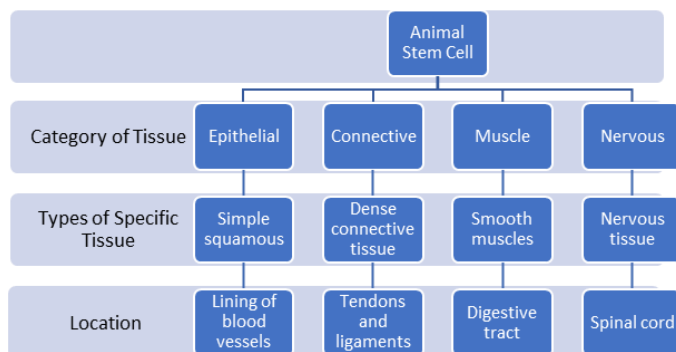 Animal
Stem Cell
Category of Tissue
Epithelial
Connective
Muscle
Nervous
Types of Specific
Tissue
Simple
squamous
Dense
connective
tissue
Smooth
muscles
Nervous
tissue
Location
Lining of
blood
vessels
Tendons
and
ligaments
Digestive
tract
Spinal cord